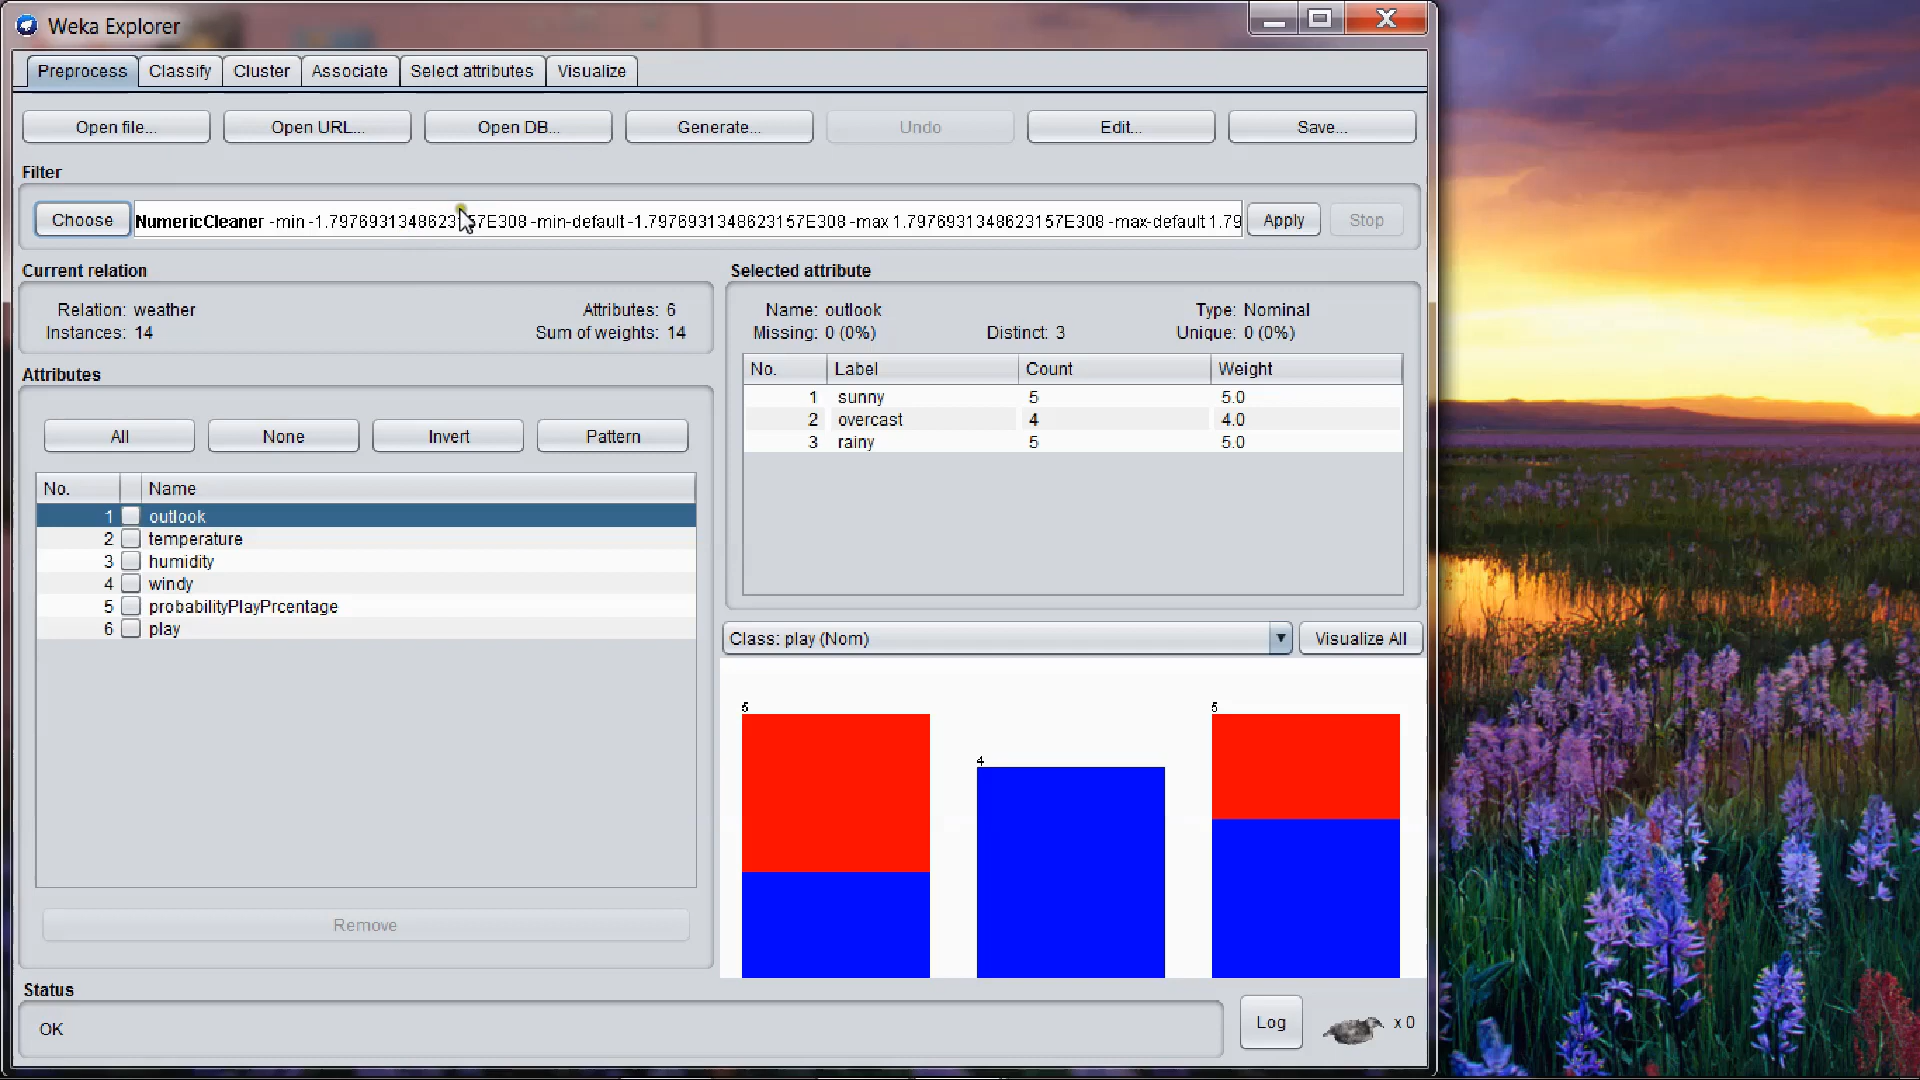 Weka Explorer
Preprocess Classify Cluster Associate Select attributes Visualize
Open file... Open URL... Open DB... Generate... Undo Edit... Save...
Filter
Choose NumericCleaner -min -1.7976931348623157E308 -min-default -1.7976931348623157E308 -max 1.7976931348623157E308 -max-default 1.79 Apply Stop
Current relation
Relation: weather Attributes: 6
Instances: 14 Sum of weights: 14
Attributes
All None Invert Pattern
No. Name
1 outlook
2 temperature
3 humidity
4 windy
5 probabilityPlayPrcentage
6 play
Remove
Selected attribute
Name: outlook Type: Nominal
Missing: 0 (0%) Distinct: 3 Unique: 0 (0%)
No. Label Count Weight
1 sunny 5 5.0
2 overcast 4 4.0
3 rainy 5 5.0
Class: play (Nom) Visualize All
5 4 5
Status
OK Log x 0